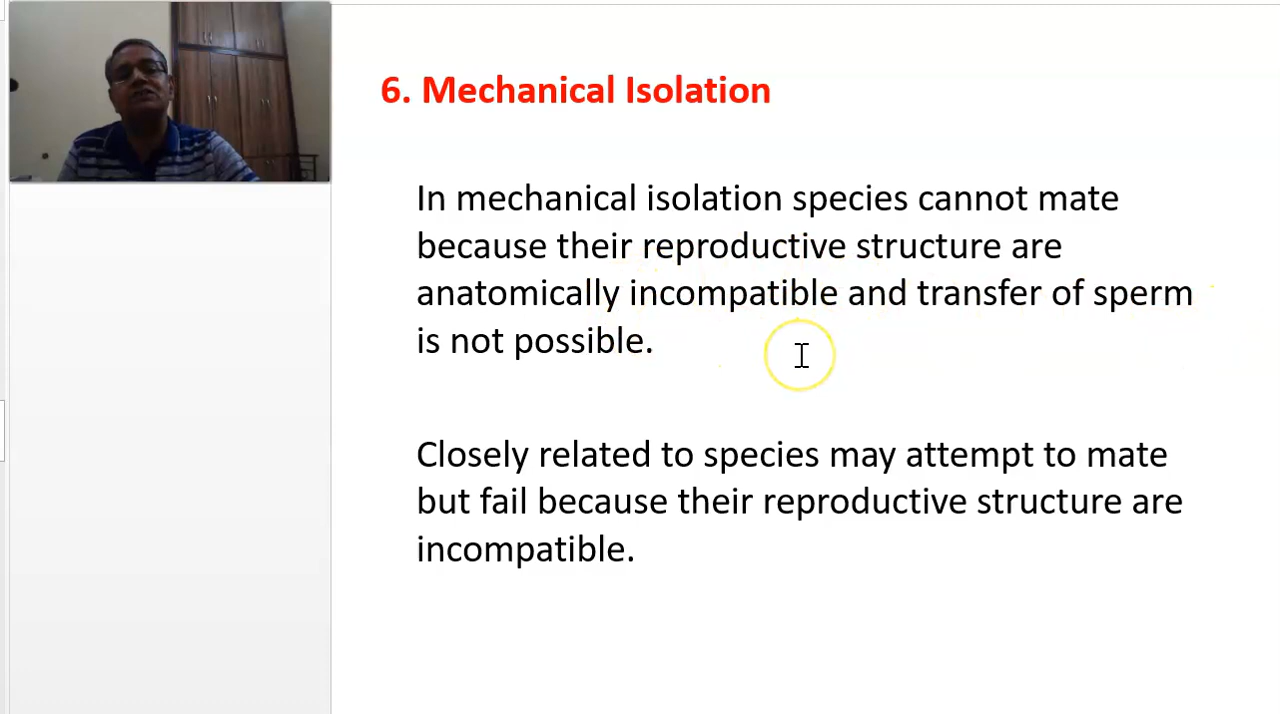 6. Mechanical Isolation
In mechanical isolation species cannot mate
because their reproductive structure are
anatomically incompatible and transfer of sperm
is not possible.
Closely related to species may attempt to mate
but fail because their reproductive structure are
incompatible.